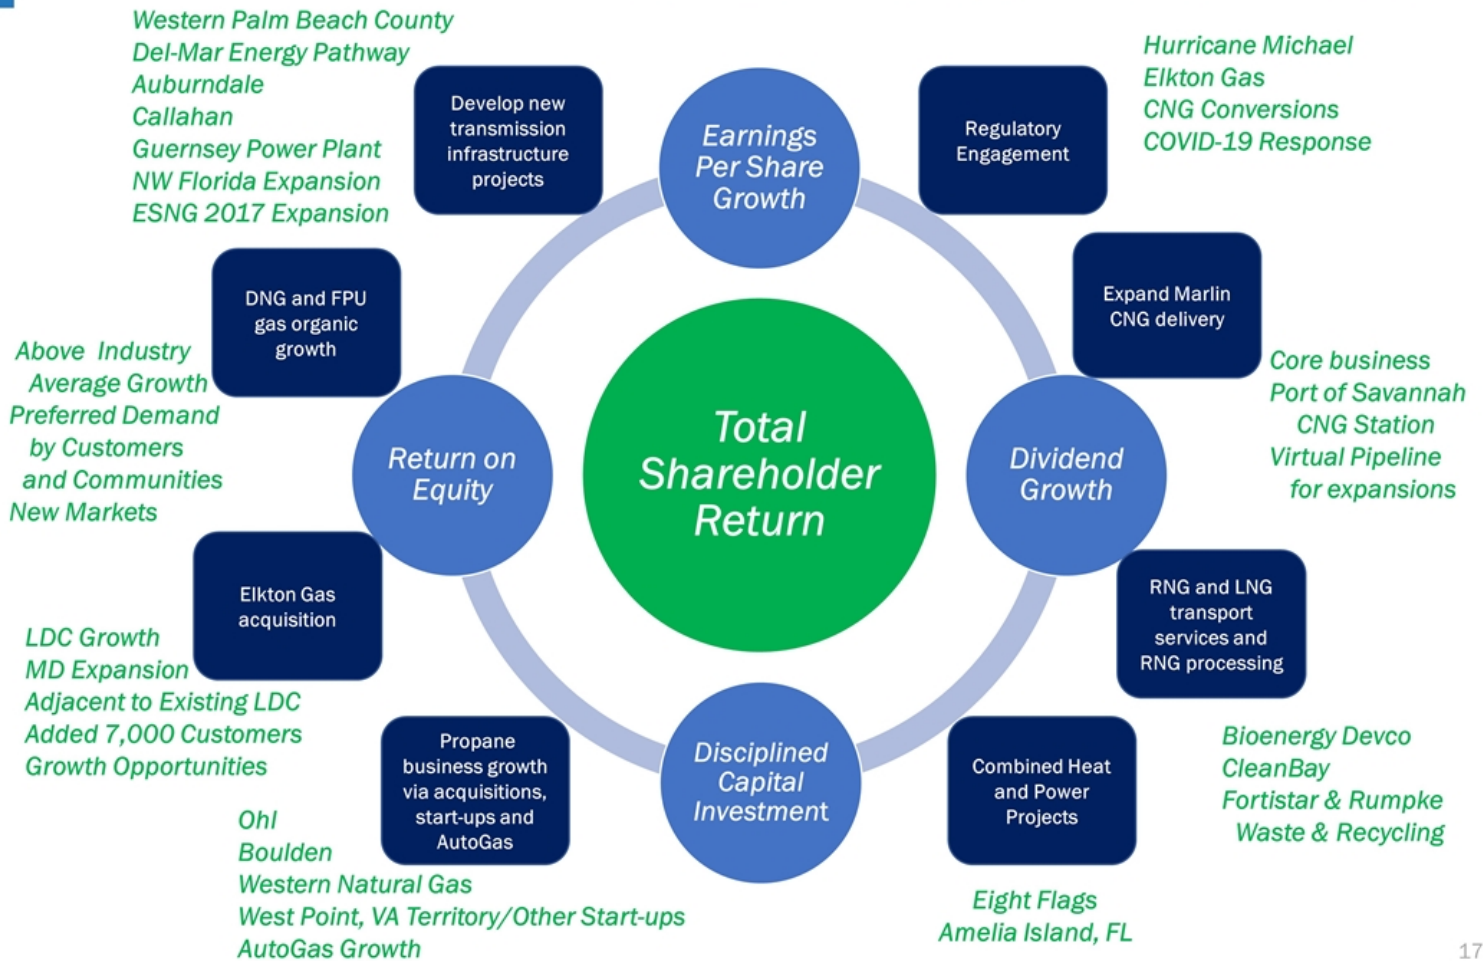 Western Palm Beach County
Del-Mar Energy Pathway
Auburndale
Callahan
Guernsey Power Plant
NW Florida Expansion
ESNG 2017 Expansion
Develop new
transmission
infrastructure
projects
Earnings
Per Share
Growth
Regulatory
Engagement
Hurricane Michael
Elkton Gas
CNG Conversions
COVID-19 Response
DNG and FPU
gas organic
growth
Above Industry
Average Growth
Preferred Demand
by Customers
and Communities
New Markets
Expand Marlin
CNG delivery
Core business
Port of Savannah
CNG Station
Virtual Pipeline
for expansions
Return on
Equity
Total
Shareholder
Return
Dividend
Growth
Elkton Gas
acquisition
LDC Growth
MD Expansion
Adjacent to Existing LDC
Added 7,000 Customers
Growth Opportunities
RNG and LNG
transport
services and
RNG processing
Bioenergy Devco
CleanBay
Fortistar & Rumpke
Waste & Recycling
Propane
business growth
via acquisitions,
start-ups and
AutoGas
Ohl
Boulden
Western Natural Gas
West Point, VA Territory/Other Start-ups
AutoGas Growth
Disciplined
Capital
Investment
Combined Heat
and Power
Projects
Eight Flags
Amelia Island, FL
17